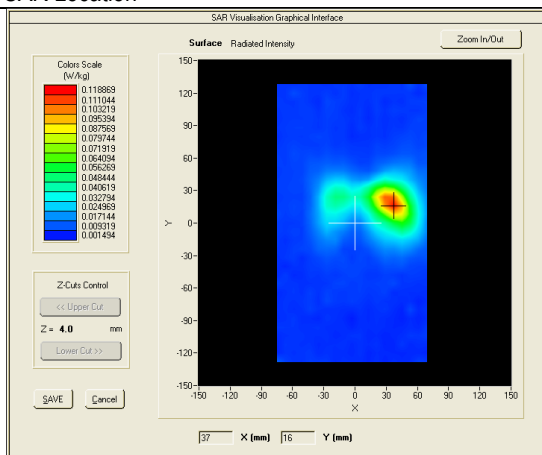 SAR Location
SAR Visualisation Graphical Interface
Surface Radiated Intensity
Zoom In/Out
Colors Scale
(W/kg)
0.118869
0.111044
0.103219
0.095394
0.087569
0.079744
0.071919
0.064094
0.056269
0.048444
0.040619
0.032794
0.024969
0.017144
0.009319
0.001494
Z-Cuts Control
<< Upper Cut
Z = 4.0 mm
Lower Cut >>
SAVE Cancel
150
120
90
60
30
0
-30
-60
-90
-120
-150
Y
-150 -120 -90 -60 -30 0 30 60 90 120 150
X
37 X (mm) 16 Y (mm)